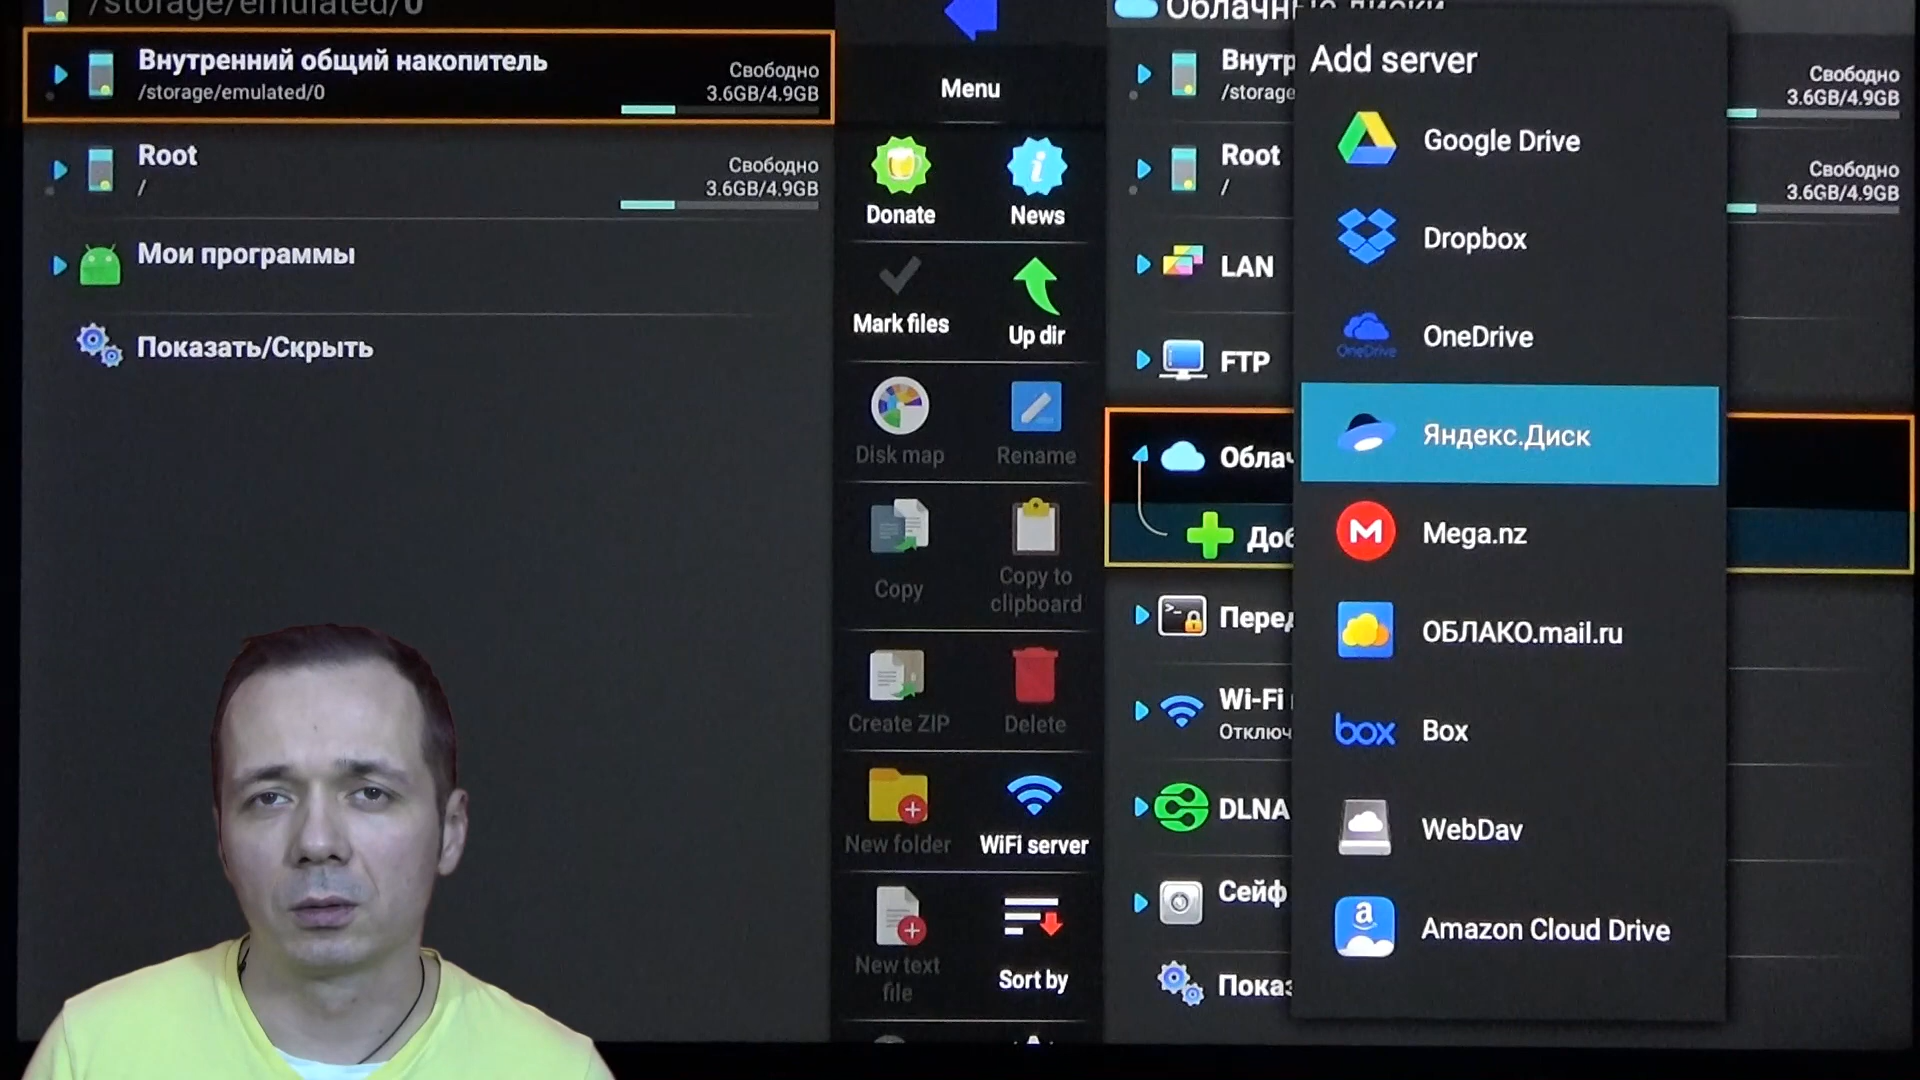 /storage/emulated/0
Внутренний общий накопитель
/storage/emulated/0
Свободно
3.6GB/4.9GB
Root
/
Свободно
3.6GB/4.9GB
Мои программы
Показать/Скрыть
Menu
Donate
News
Mark files
Up dir
Disk map
Rename
Copy
Copy to
clipboard
Create ZIP
Delete
New folder
WiFi server
New text
file
Sort by
Облачные диски
Внутр
/storage
Свободно
3.6GB/4.9GB
Root
/
Свободно
3.6GB/4.9GB
LAN
FTP
Облач
Доб
Перед
Wi-Fi
Отключ
DLNA
Сейф
Показ
Add server
Google Drive
Dropbox
OneDrive
OneDrive
Яндекс.Диск
Mega.nz
ОБЛАКО.mail.ru
box
Box
WebDav
Amazon Cloud Drive